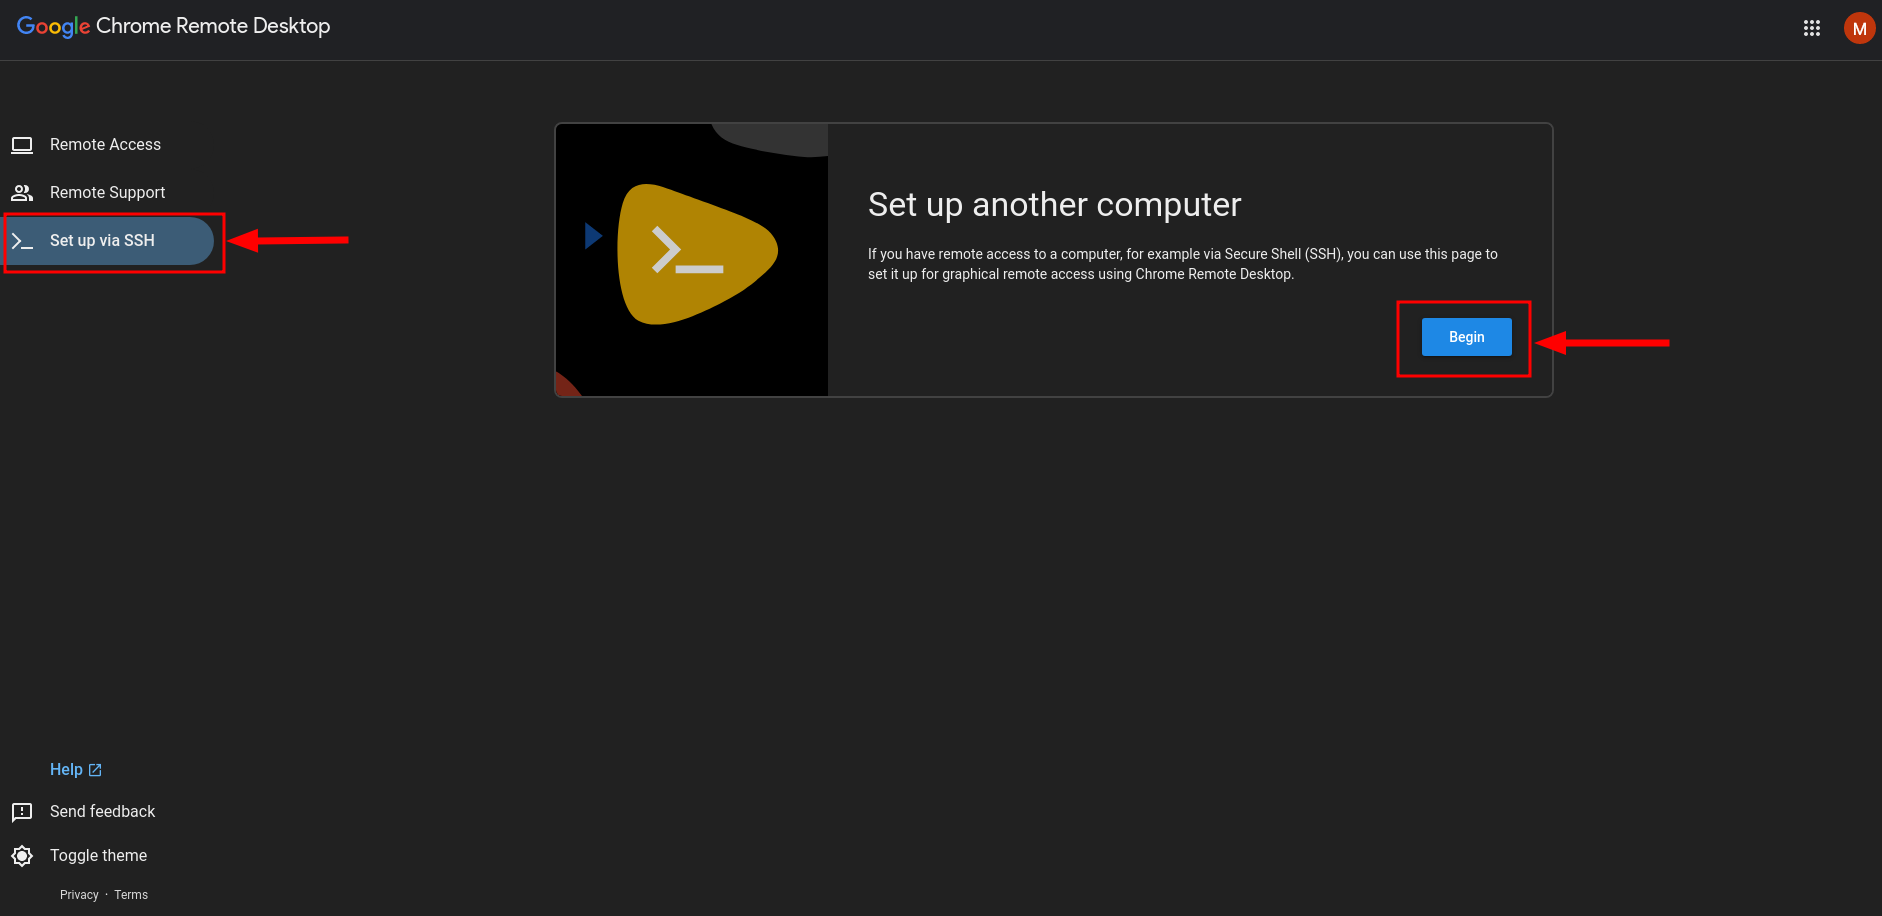 Google Chrome Remote Desktop
M
Remote Access
Remote Support
Set up via SSH
Set up another computer
If you have remote access to a computer, for example via Secure Shell (SSH), you can use this page to
set it up for graphical remote access using Chrome Remote Desktop.
Begin
Help
Send feedback
Toggle theme
Privacy · Terms